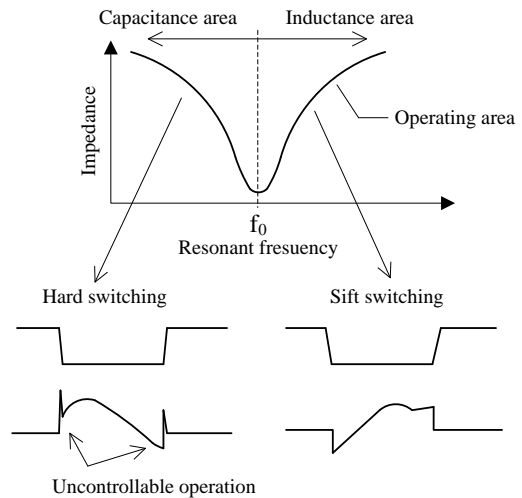 Capacitance area
Inductance area
Impedance
Operating area
f0
Resonant fresuency
Hard switching
Sift switching
Uncontrollable operation